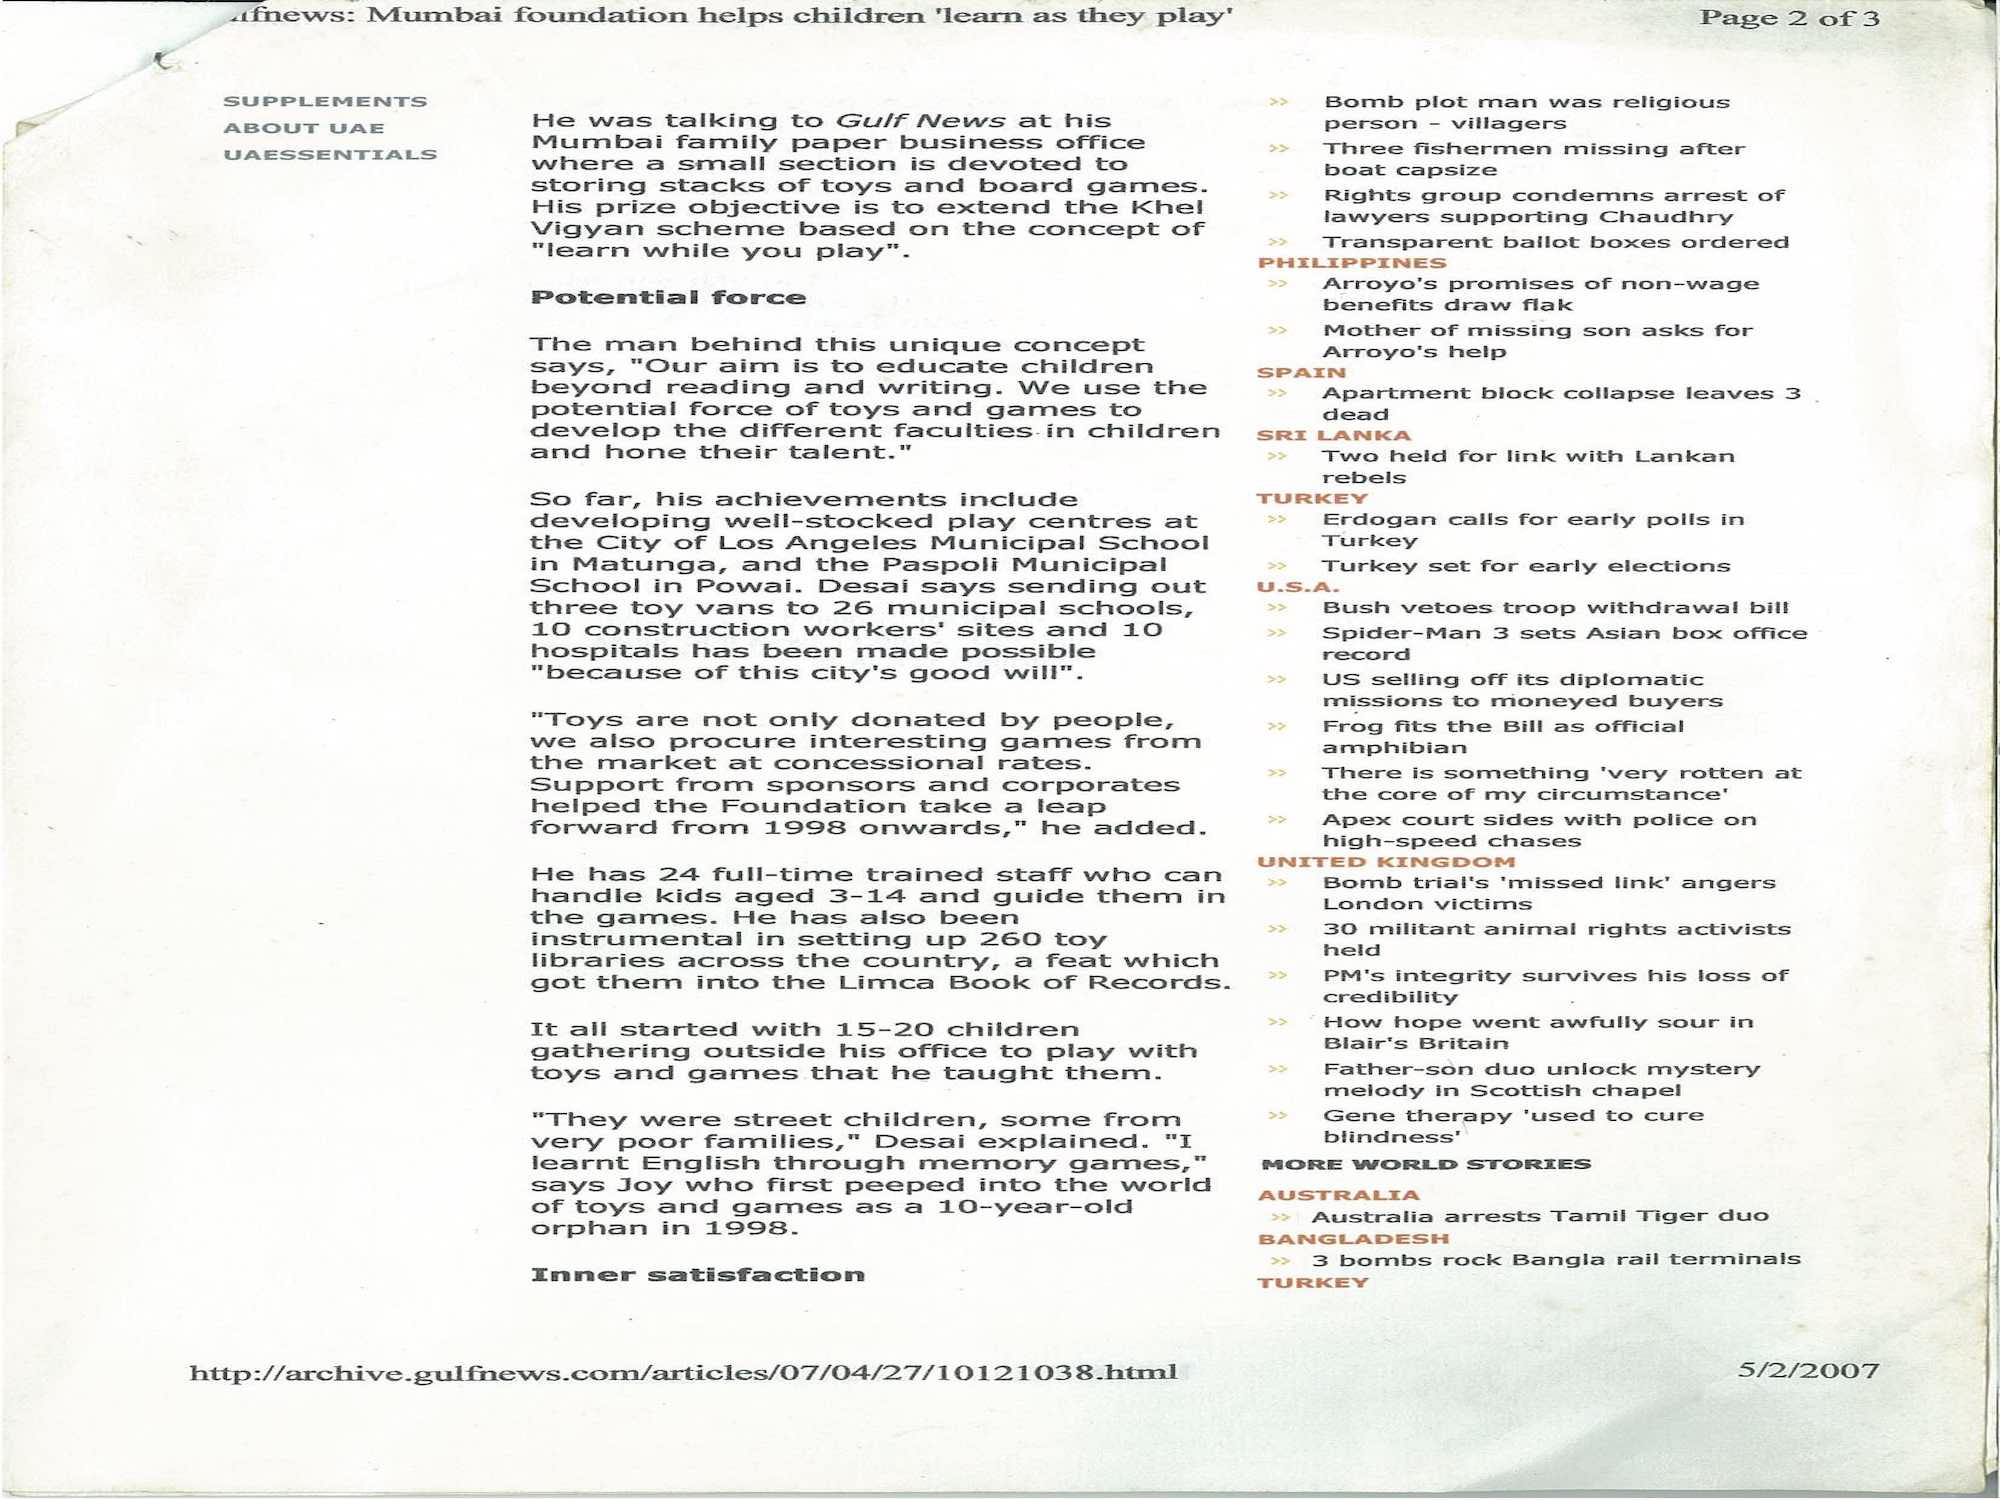 lfnews: Mumbai foundation helps children 'learn as they play'
Page 2 of 3
SUPPLEMENTS
ABOUT UAE
UAESSENTIALS
He was talking to Gulf News at his
Mumbai family paper business office
where a small section is devoted to
storing stacks of toys and board games.
His prize objective is to extend the Khel
Vigyan scheme based on the concept of
"learn while you play".
Potential force
The man behind this unique concept
says, "Our aim is to educate children
beyond reading and writing. We use the
potential force of toys and games to
develop the different faculties in children
and hone their talent."
So far, his achievements include
developing well-stocked play centres at
the City of Los Angeles Municipal School
in Matunga, and the Paspoli Municipal
School in Powai. Desai says sending out
three toy vans to 26 municipal schools,
10 construction workers' sites and 10
hospitals has been made possible
"because of this city's good will".
"Toys are not only donated by people,
we also procure interesting games from
the market at concessional rates.
Support from sponsors and corporates
helped the Foundation take a leap
forward from 1998 onwards," he added.
He has 24 full-time trained staff who can
handle kids aged 3-14 and guide them in
the games. He has also been
instrumental in setting up 260 toy
libraries across the country, a feat which
got them into the Limca Book of Records.
It all started with 15-20 children
gathering outside his office to play with
toys and games that he taught them.
"They were street children, some from
very poor families," Desai explained. "I
learnt English through memory games,"
says Joy who first peeped into the world
of toys and games as a 10-year-old
orphan in 1998.
Inner satisfaction
>> Bomb plot man was religious
person - villagers
>> Three fishermen missing after
boat capsize
>> Rights group condemns arrest of
lawyers supporting Chaudhry
>> Transparent ballot boxes ordered
PHILIPPINES
>> Arroyo's promises of non-wage
benefits draw flak
>> Mother of missing son asks for
Arroyo's help
SPAIN
>> Apartment block collapse leaves 3
dead
SRI LANKA
>> Two held for link with Lankan
rebels
TURKEY
>> Erdogan calls for early polls in
Turkey
>> Turkey set for early elections
U.S.A.
>> Bush vetoes troop withdrawal bill
>> Spider-Man 3 sets Asian box office
record
>> US selling off its diplomatic
missions to moneyed buyers
>> Frog fits the Bill as official
amphibian
>> There is something 'very rotten at
the core of my circumstance'
>> Apex court sides with police on
high-speed chases
UNITED KINGDOM
>> Bomb trial's 'missed link' angers
London victims
>> 30 militant animal rights activists
held
>> PM's integrity survives his loss of
credibility
>> How hope went awfully sour in
Blair's Britain
>> Father-son duo unlock mystery
melody in Scottish chapel
>> Gene therapy 'used to cure
blindness'
MORE WORLD STORIES
AUSTRALIA
>> Australia arrests Tamil Tiger duo
BANGLADESH
>> 3 bombs rock Bangla rail terminals
TURKEY
http://archive.gulfnews.com/articles/07/04/27/10121038.html
5/2/2007